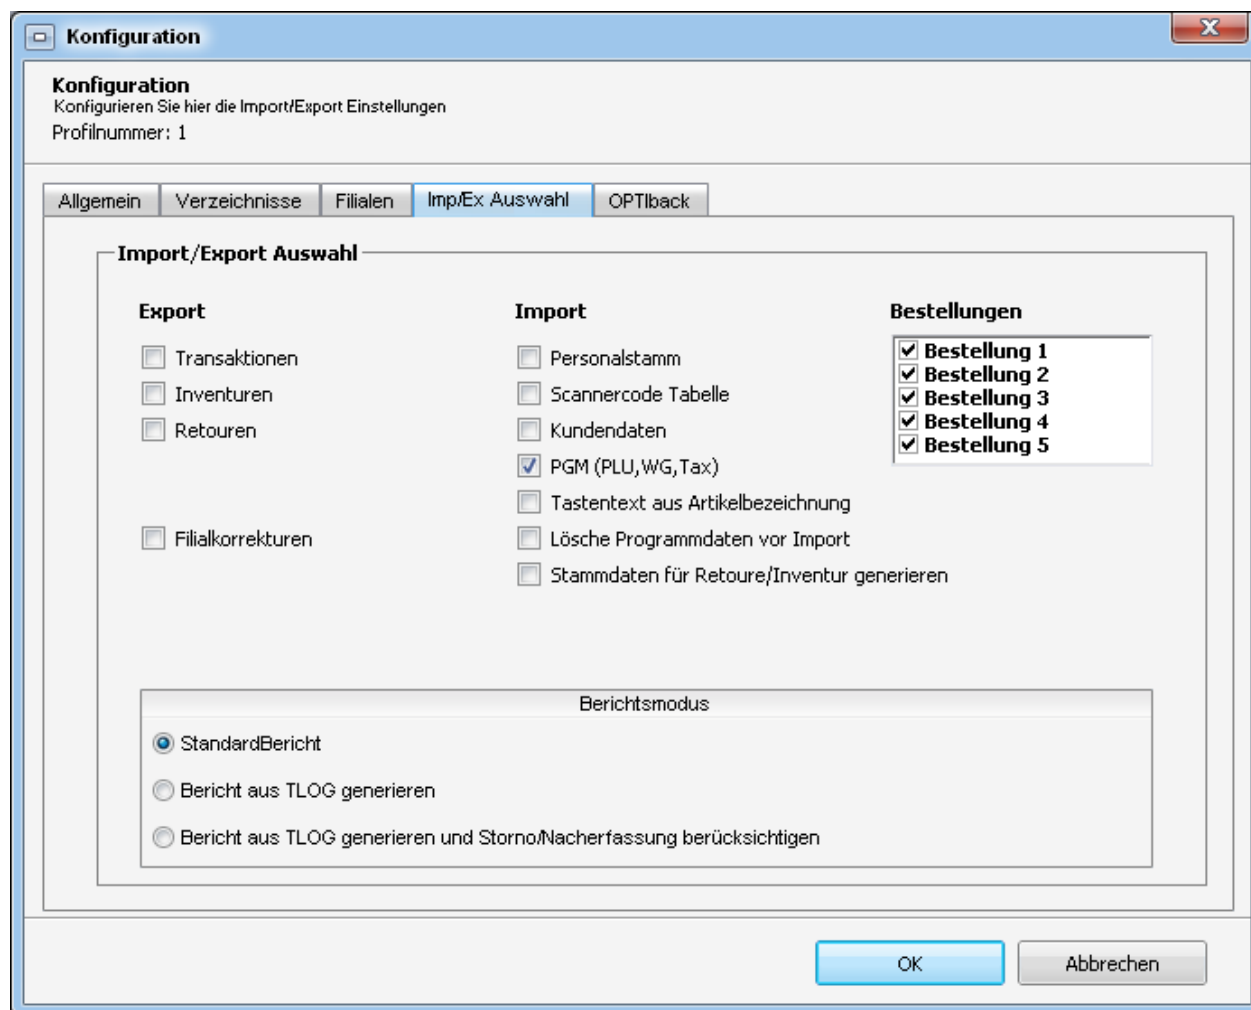 Konfiguration
Konfiguration
Konfigurieren Sie hier die Import/Export Einstellungen
Profilnummer: 1
Allgemein Verzeichnisse Filialen Imp/Ex Auswahl OPTIback
Import/Export Auswahl
Export Import Bestellungen
Transaktionen Personalstamm Bestellung 1
Bestellung 2
Inventuren Scannercode Tabelle Bestellung 3
Retouren Kundendaten Bestellung 4
Bestellung 5
PGM (PLU,WG,Tax)
Tastentext aus Artikelbezeichnung
Filialkorrekturen Lösche Programmdaten vor Import
Stammdaten für Retoure/Inventur generieren
Berichtsmodus
StandardBericht
Bericht aus TLOG generieren
Bericht aus TLOG generieren und Storno/Nacherfassung berücksichtigen
OK Abbrechen